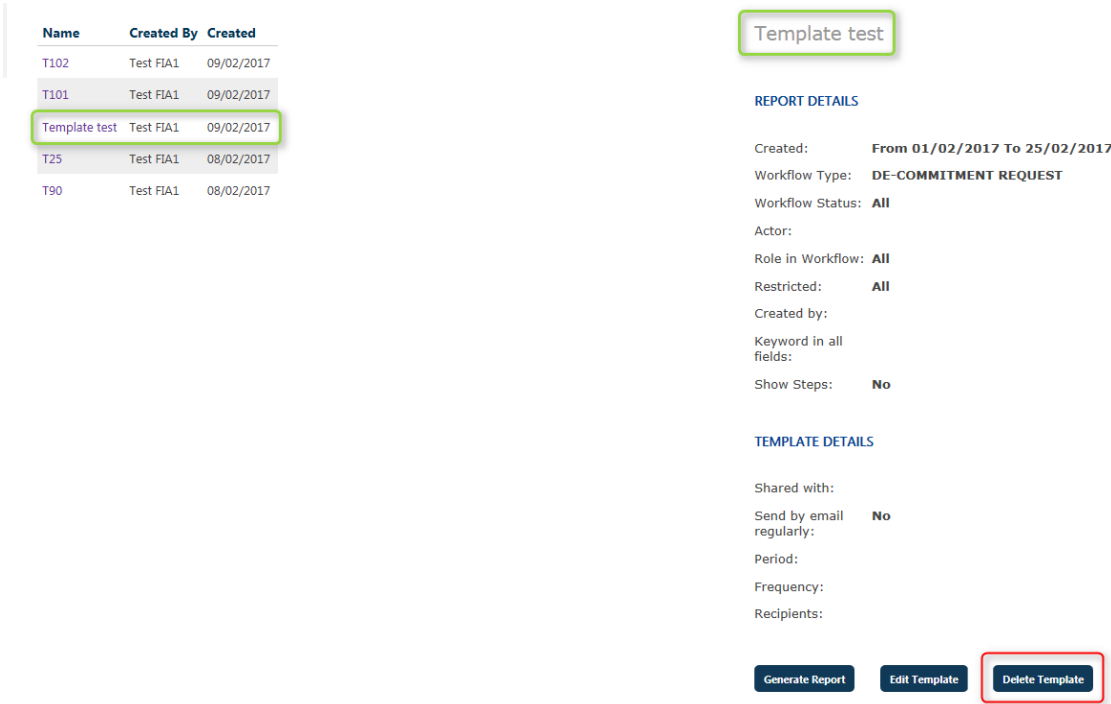 Name Created By Created
T102 Test FIA1 09/02/2017
T101 Test FIA1 09/02/2017
Template test Test FIA1 09/02/2017
T25 Test FIA1 08/02/2017
T90 Test FIA1 08/02/2017
Template test
REPORT DETAILS
Created: From 01/02/2017 To 25/02/2017
Workflow Type: DE-COMMITMENT REQUEST
Workflow Status: All
Actor:
Role in Workflow: All
Restricted: All
Created by:
Keyword in all
fields:
Show Steps: No
TEMPLATE DETAILS
Shared with:
Send by email No
regularly:
Period:
Frequency:
Recipients:
Generate Report Edit Template Delete Template